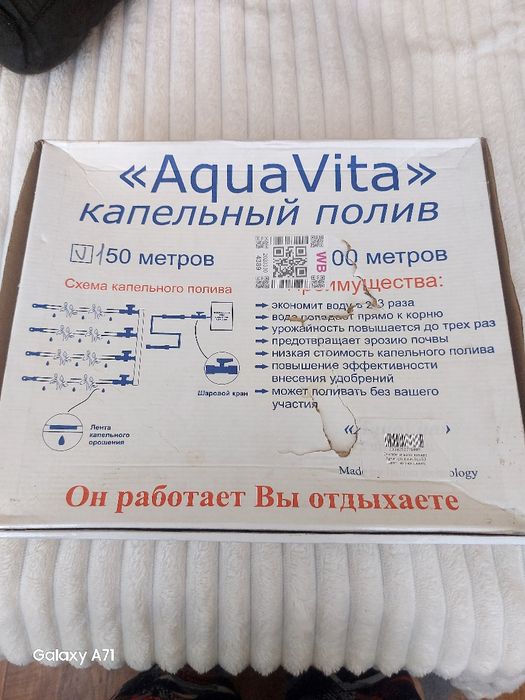 «AquaVita»
капельный полив
150 метров
00 метров
Схема капельного полива
преимущества:
экономит воду в 2-3 раза
вода попадает прямо к корню
урожайность повышается до трех раз
предотвращает эрозию почвы
низкая стоимость капельного полива
повышение эффективности
внесения удобрений
может поливать без вашего
участия
Шаровой кран
Лента
капельного
орошения
WB
Made
ology
Он работает Вы отдыхаете
Galaxy A71